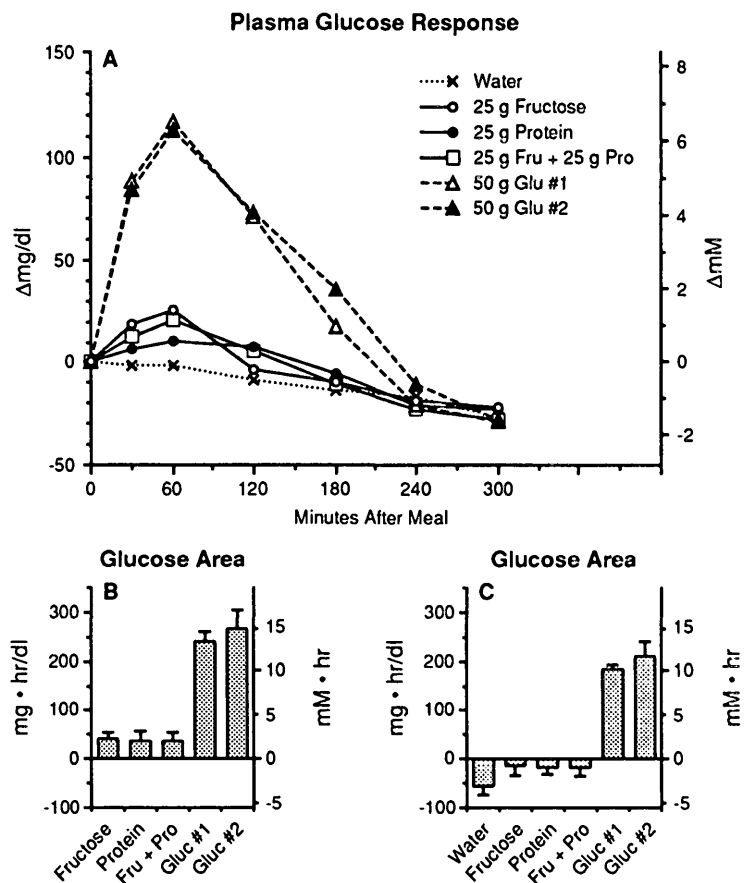 Plasma Glucose Response
A
150
100
50
0
-50
Δmg/dl
8
6
4
2
0
-2
ΔmM
Water
25 g Fructose
25 g Protein
25 g Fru + 25 g Pro
50 g Glu #1
50 g Glu #2
0 60 120 180 240 300
Minutes After Meal
Glucose Area
B
300
200
100
0
-100
mg • hr/dl
15
10
5
0
-5
mM • hr
Fructose
Protein
Fru + Pro
Gluc #1
Gluc #2
Glucose Area
C
300
200
100
0
-100
mg • hr/dl
15
10
5
0
-5
mM • hr
Water
Fructose
Protein
Fru + Pro
Gluc #1
Gluc #2